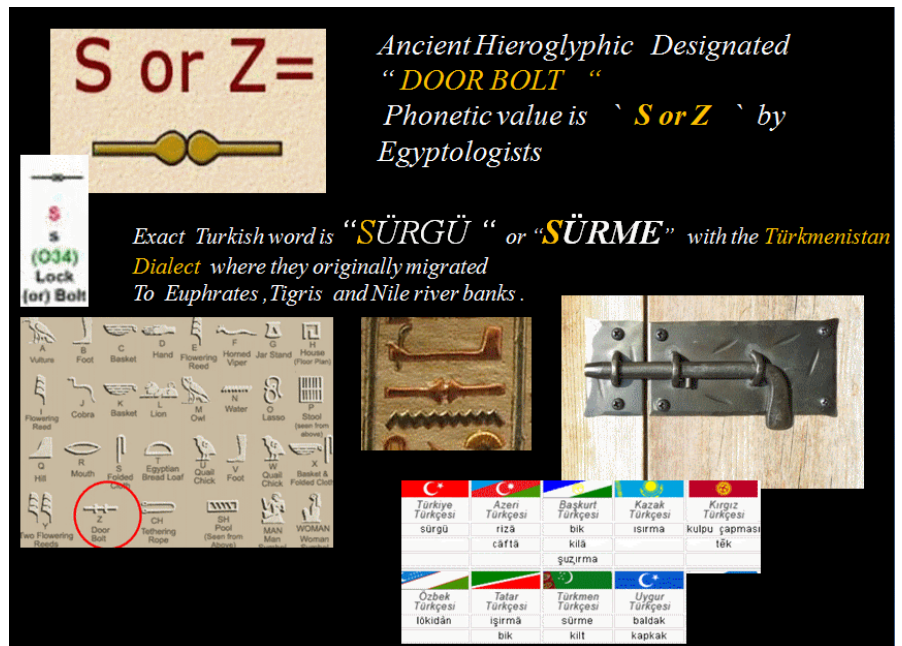 S or Z=
Ancient Hieroglyphic Designated
“ DOOR BOLT “
Phonetic value is ` S or Z ` by
Egyptologists
S
s
(O34)
Lock
(or) Bolt
Exact Turkish word is “SÜRGÜ “ or “SÜRME” with the Türkmenistan
Dialect where they originally migrated
To Euphrates ,Tigris and Nile river banks .
A B C D E F G H
Vulture Foot Basket Hand Flowering Reed Horned Viper Jar Stand House (Floor Plan)
I J K L M N O P
Flowering Reed Cobra Basket Lion Owl Water Lasso Stool (seen from above)
Q R S T U V W X
Hill Mouth Folded Cloth Egyptian Bread Loaf Quail Chick Foot Quail Chick Basket & Folded Cloth
Y Z CH SH MAN WOMAN
Two Flowering Reeds Door Bolt Tethering Rope Pool (Seen from Above) Man Woman
Türkiye Türkçesi Azeri Türkçesi Başkurt Türkçesi Kazak Türkçesi Kırgız Türkçesi
sürgü rizä bik ısırma kulpu çapması
cäftä kilä těk
şuzırma
Özbek Türkçesi Tatar Türkçesi Türkmen Türkçesi Uygur Türkçesi
lökidän işirmä sürme baldak
bik kilt kapkak